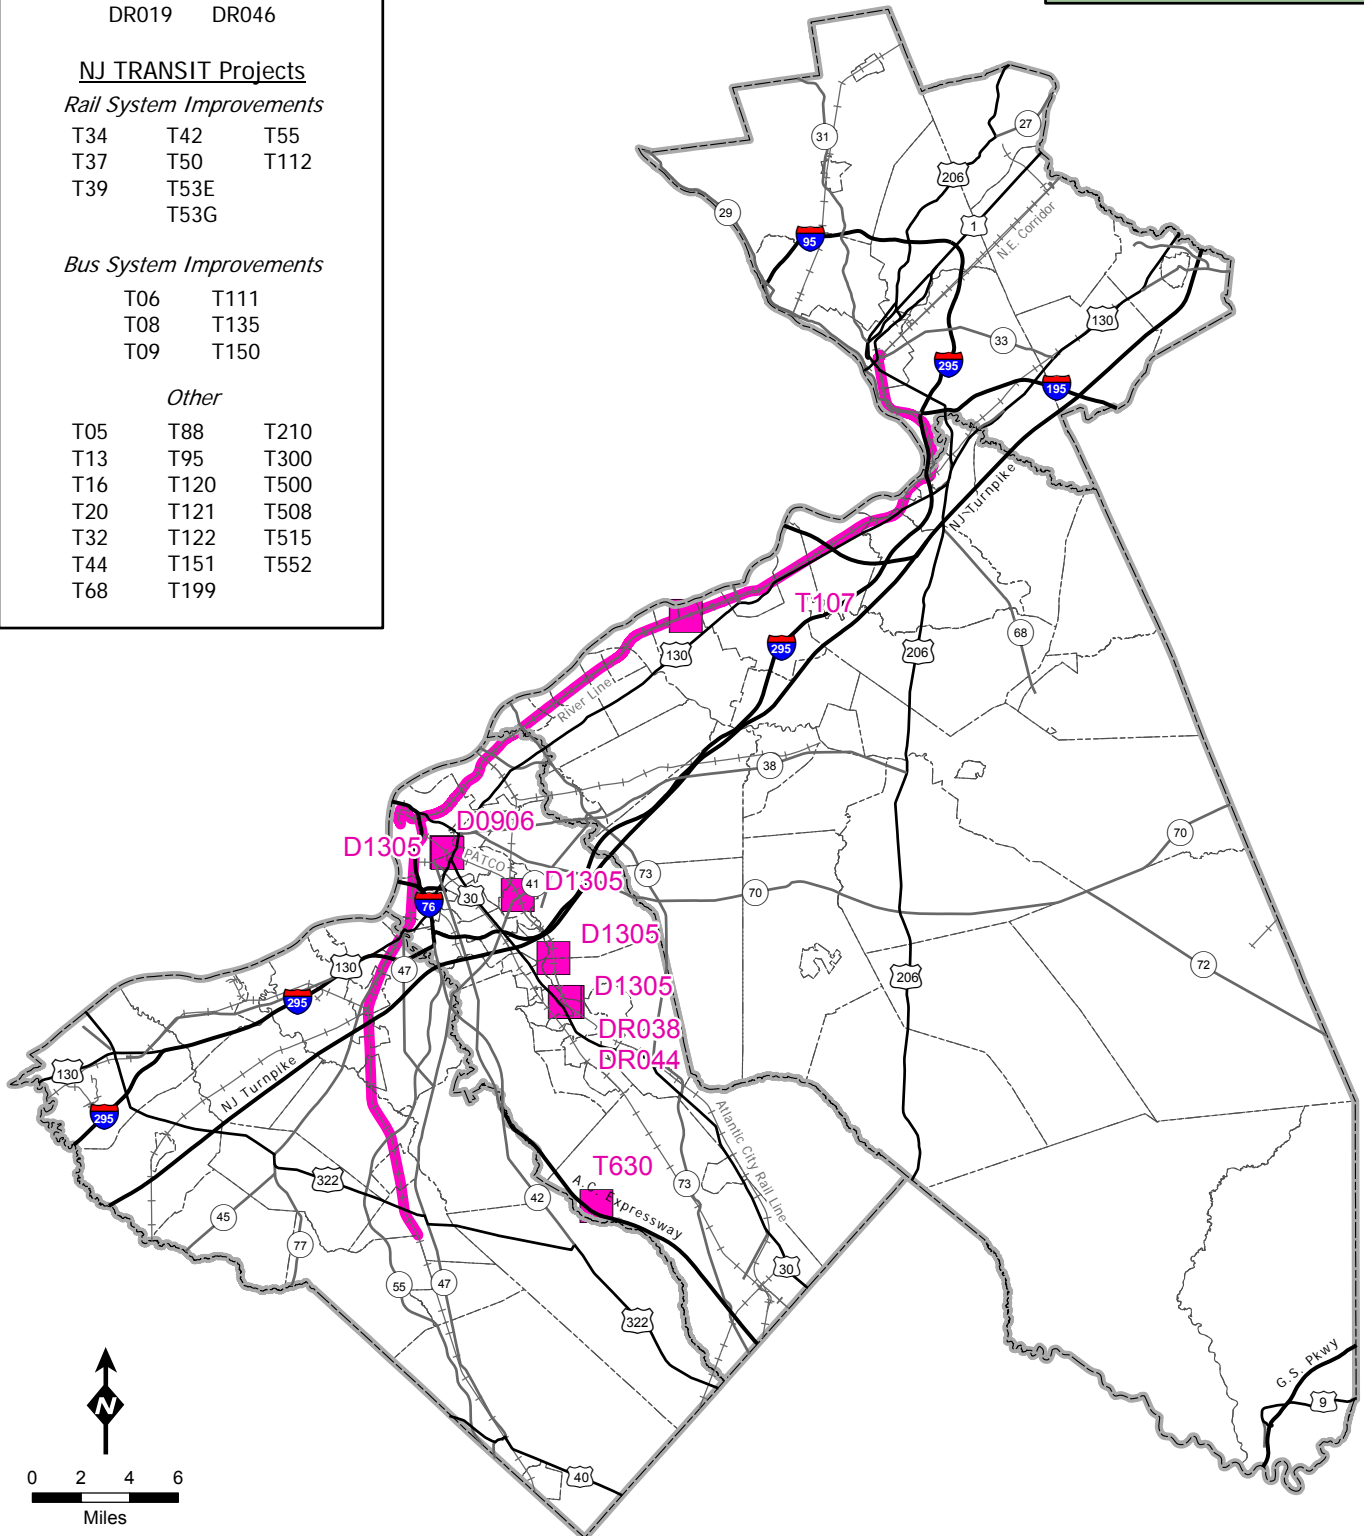 DR019 DR046
NJ TRANSIT Projects
Rail System Improvements
T34 T42 T55
T37 T50 T112
T39 T53E
T53G
Bus System Improvements
T06 T111
T08 T135
T09 T150
Other
T05 T88 T210
T13 T95 T300
T16 T120 T500
T20 T121 T508
T32 T122 T515
T44 T151 T552
T68 T199
31
27
206
29
1
95
N.E. Corridor
130
33
295
195
NJ Turnpike
T107
68
295
206
130
River Line
38
D0906
70
D1305
PATCO
73
41
D1305
70
30
76
D1305
72
130
47
206
D1305
295
DR038
DR044
130
NJ Turnpike
295
Atlantic City Rail Line
T630
322
73
42
A.C. Expressway
45
77
30
55
47
322
G.S. Pkwy
9
N
40
0 2 4 6
Miles